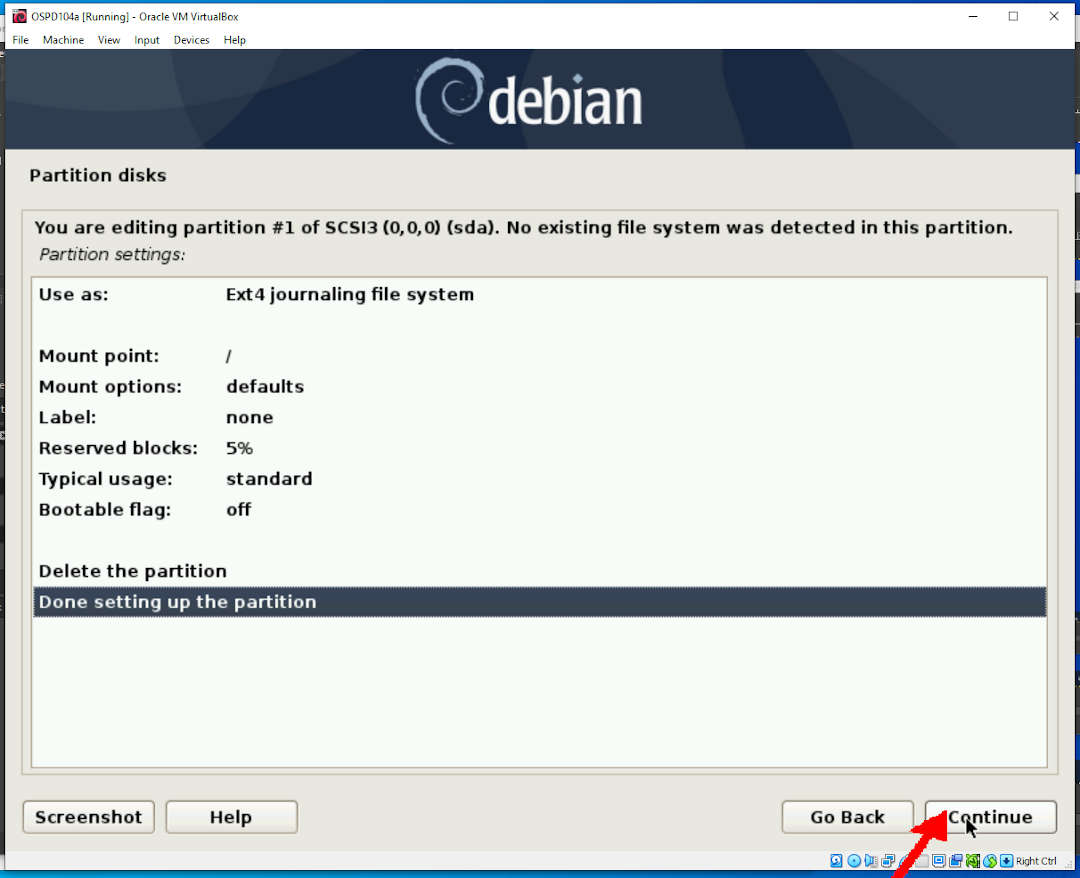 OSPD104a [Running] - Oracle VM VirtualBox
File Machine View Input Devices Help
debian
Partition disks
You are editing partition #1 of SCSI3 (0,0,0) (sda). No existing file system was detected in this partition.
Partition settings:
Use as: Ext4 journaling file system
Mount point: /
Mount options: defaults
Label: none
Reserved blocks: 5%
Typical usage: standard
Bootable flag: off
Delete the partition
Done setting up the partition
Screenshot Help Go Back Continue
Right Ctrl